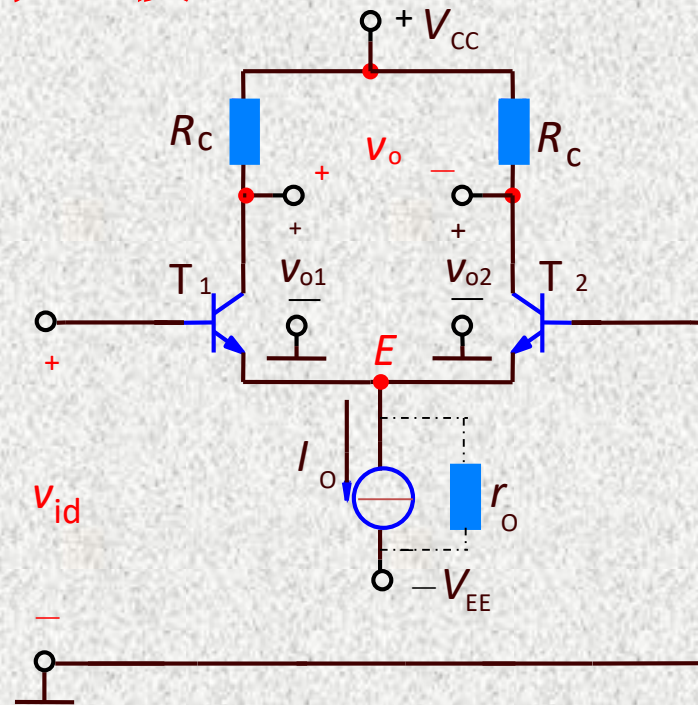 + VCC
RC
vo
RC
+
—
+
+
T1
vo1
vo2
T2
—
—
+
E
IO
rO
vid
— VEE
—